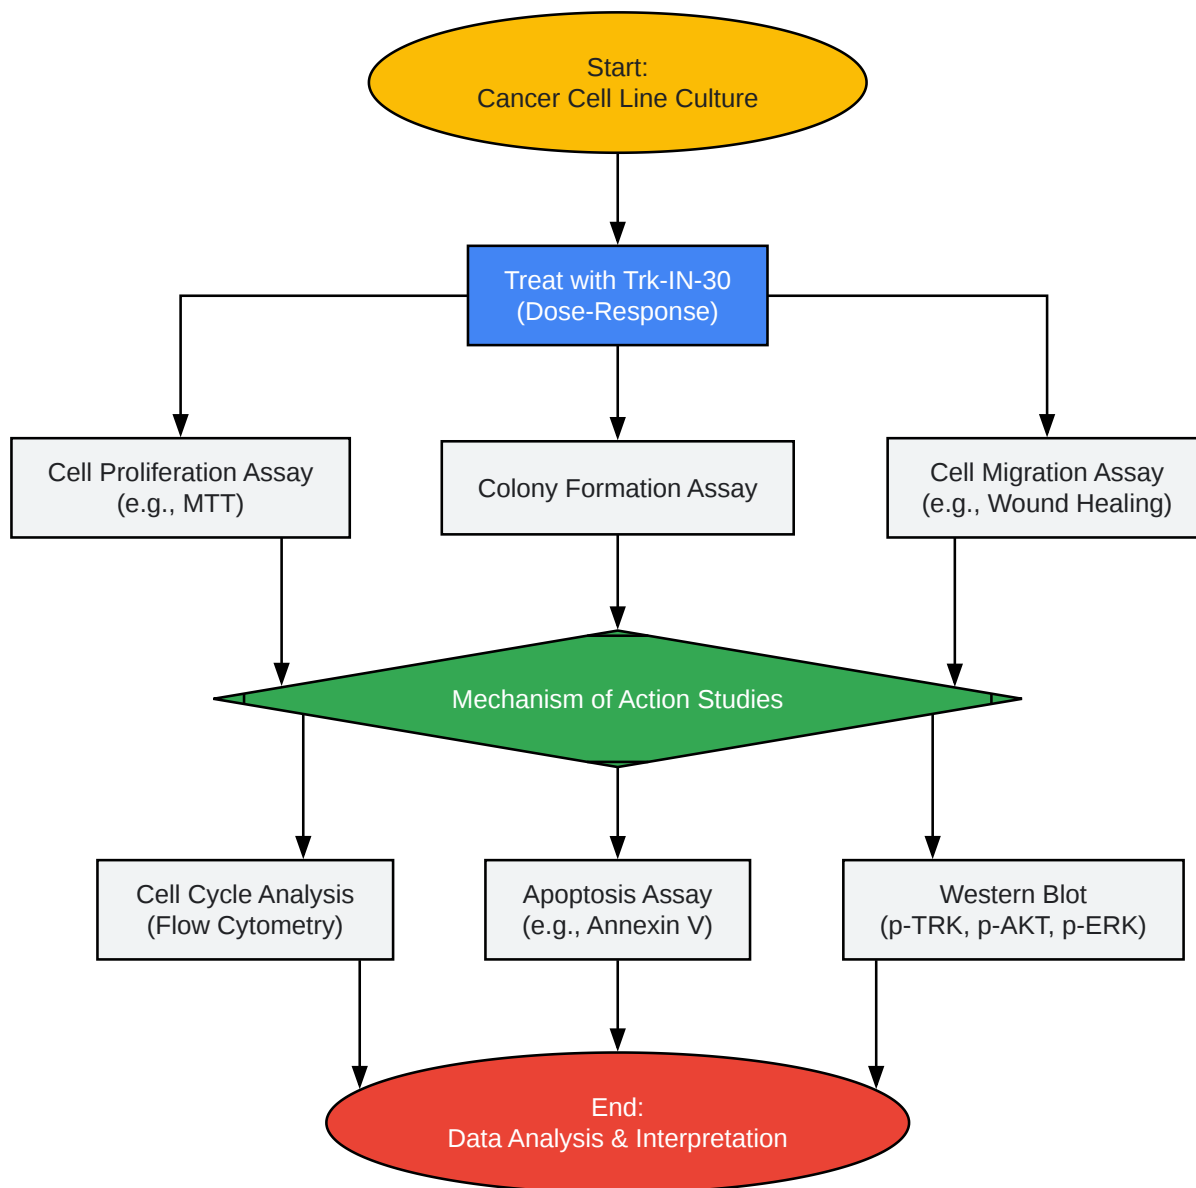 Start:
Cancer Cell Line Culture
Treat with Trk-IN-30
(Dose-Response)
Cell Proliferation Assay
(e.g., MTT)
Colony Formation Assay
Cell Migration Assay
(e.g., Wound Healing)
Mechanism of Action Studies
Cell Cycle Analysis
(Flow Cytometry)
Apoptosis Assay
(e.g., Annexin V)
Western Blot
(p-TRK, p-AKT, p-ERK)
End:
Data Analysis & Interpretation